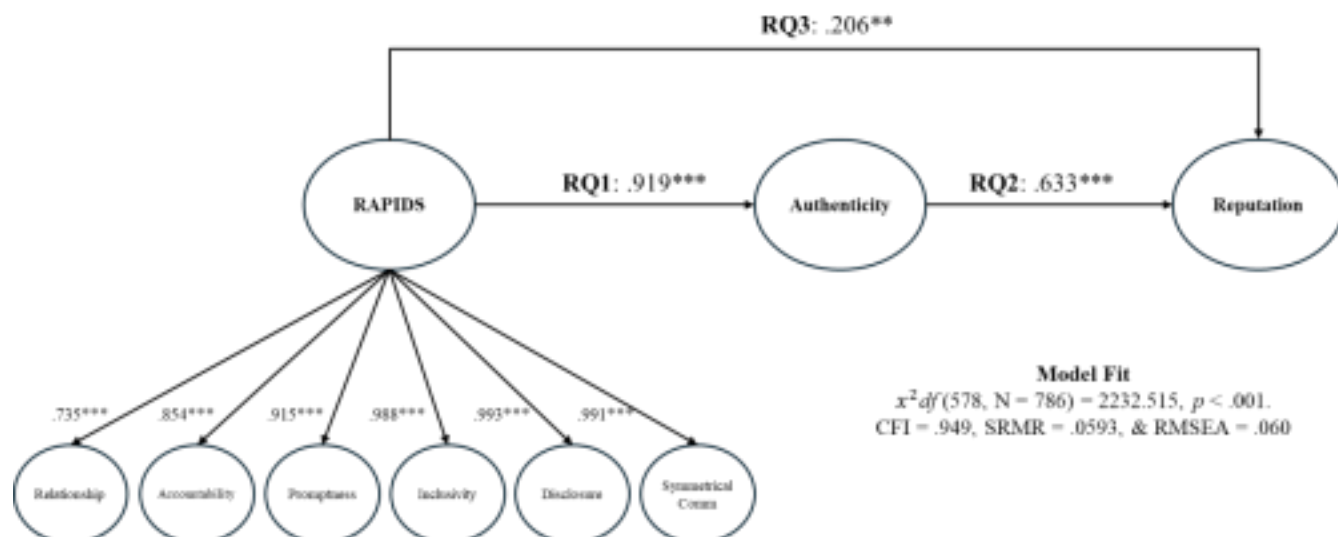 RQ3: .206**
RQ1: .919***
RQ2: .633***
RAPIDS
Authenticity
Reputation
Model Fit
x²df(578, N = 786) = 2232.515, p < .001.
CFI = .949, SRMR = .0593, & RMSEA = .060
.735***
.854***
.915***
.988***
.993***
.991***
Relationship
Accountability
Promptness
Inclusivity
Disclosure
Symmetrical
Comm